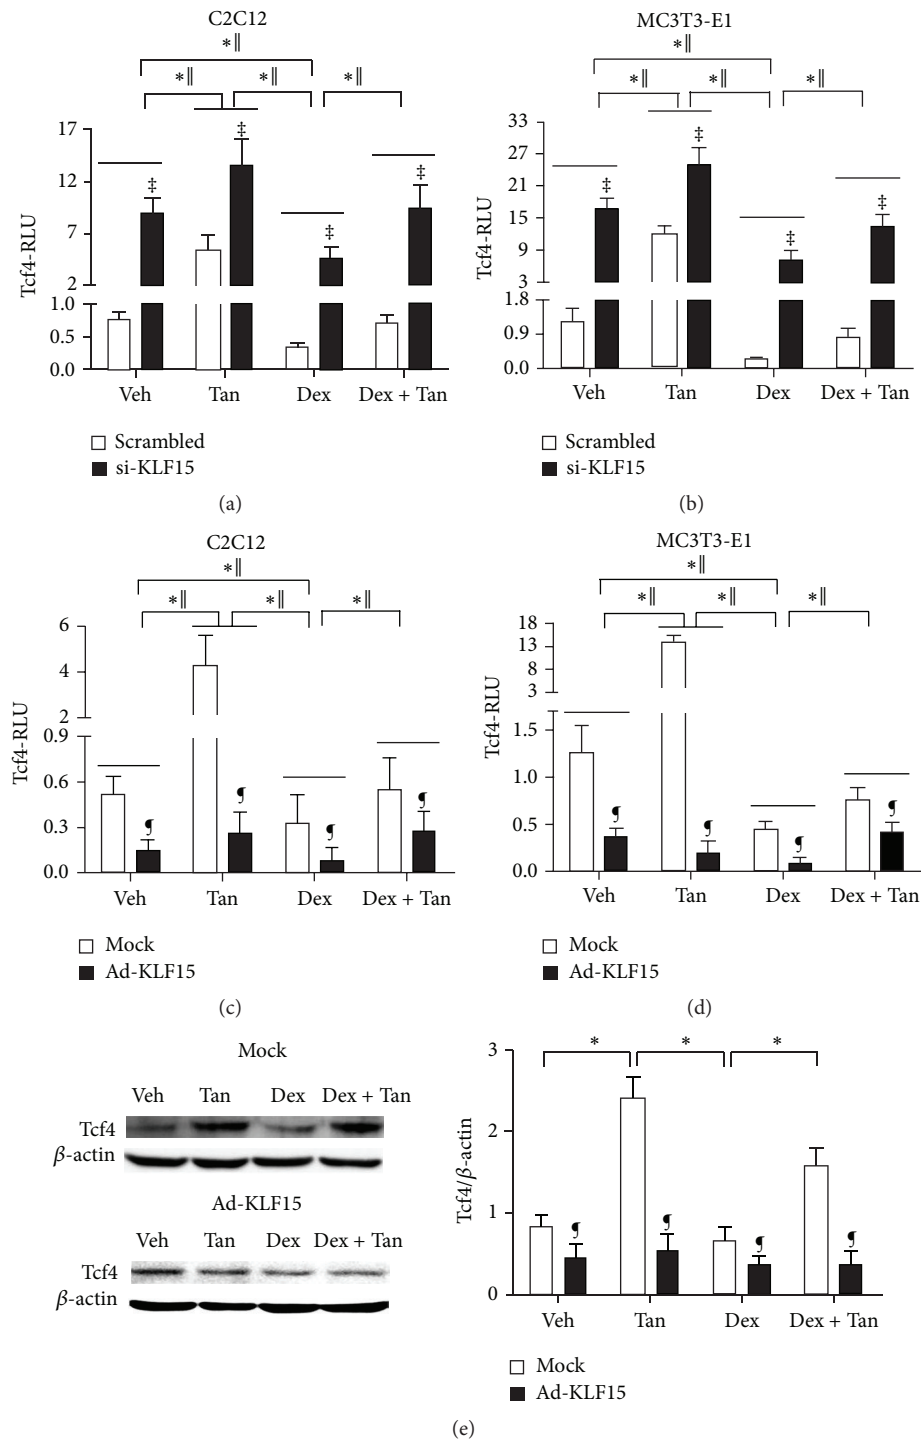 C2C12
*‖
*‖ *‖ *‖
17
12
7
2
1.0
0.5
0.0
Tcf4-RLU
‡ ‡ ‡ ‡
Veh Tan Dex Dex + Tan
Scrambled
si-KLF15
(a)
MC3T3-E1
*‖
*‖ *‖ *‖
33
27
21
15
9
3
1.8
0.9
0.0
Tcf4-RLU
‡ ‡ ‡ ‡
Veh Tan Dex Dex + Tan
Scrambled
si-KLF15
(b)
C2C12
*‖
*‖ *‖ *‖
6
4
2
0.9
0.6
0.3
0.0
Tcf4-RLU
¶ ¶ ¶ ¶
Veh Tan Dex Dex + Tan
Mock
Ad-KLF15
(c)
MC3T3-E1
*‖
*‖ *‖ *‖
18
13
8
3
1.5
1.0
0.5
0.0
Tcf4-RLU
¶ ¶ ¶ ¶
Veh Tan Dex Dex + Tan
Mock
Ad-KLF15
(d)
Mock
Veh Tan Dex Dex + Tan
Tcf4
β-actin
Ad-KLF15
Veh Tan Dex Dex + Tan
Tcf4
β-actin
* * *
3
2
1
0
Tcf4/β-actin
¶ ¶ ¶ ¶
Veh Tan Dex Dex + Tan
Mock
Ad-KLF15
(e)